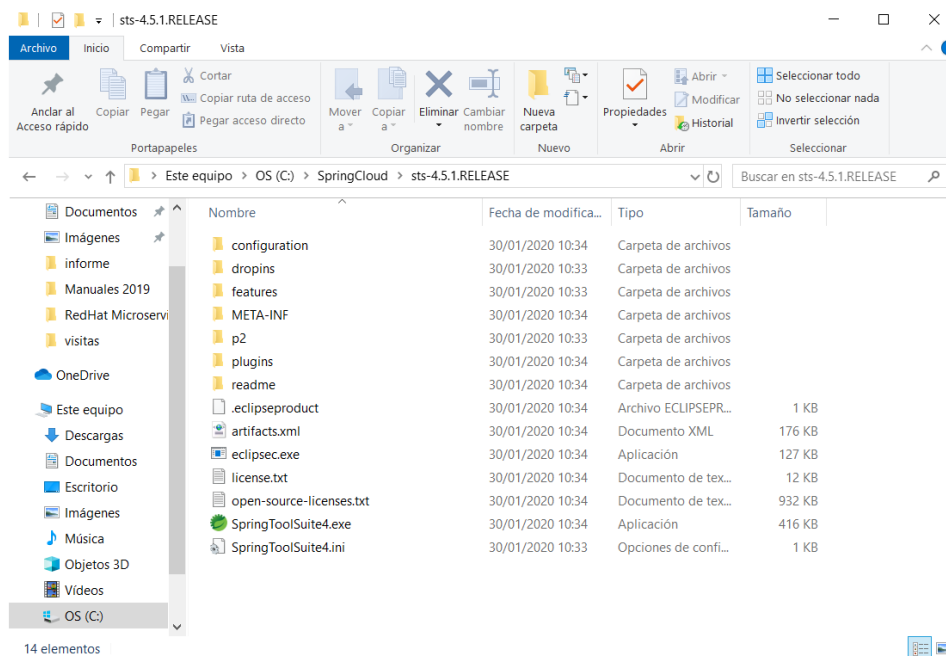 sts-4.5.1.RELEASE
Archivo Inicio Compartir Vista
Anclar al Acceso rápido
Copiar
Pegar
Cortar
Copiar ruta de acceso
Pegar acceso directo
Portapapeles
Mover a
Copiar a
Eliminar
Cambiar nombre
Organizar
Nueva carpeta
Nuevo
Propiedades
Abrir
Modificar
Historial
Abrir
Seleccionar todo
No seleccionar nada
Invertir selección
Seleccionar
Este equipo > OS (C:) > SpringCloud > sts-4.5.1.RELEASE
Buscar en sts-4.5.1.RELEASE
Documentos
Imágenes
informe
Manuales 2019
RedHat Microservi
visitas
OneDrive
Este equipo
Descargas
Documentos
Escritorio
Imágenes
Música
Objetos 3D
Vídeos
OS (C:)
Nombre Fecha de modifica... Tipo Tamaño
configuration 30/01/2020 10:34 Carpeta de archivos
dropins 30/01/2020 10:33 Carpeta de archivos
features 30/01/2020 10:33 Carpeta de archivos
META-INF 30/01/2020 10:34 Carpeta de archivos
p2 30/01/2020 10:33 Carpeta de archivos
plugins 30/01/2020 10:34 Carpeta de archivos
readme 30/01/2020 10:34 Carpeta de archivos
.eclipseproduct 30/01/2020 10:34 Archivo ECLIPSEPR... 1 KB
artifacts.xml 30/01/2020 10:34 Documento XML 176 KB
eclipsec.exe 30/01/2020 10:34 Aplicación 127 KB
license.txt 30/01/2020 10:34 Documento de tex... 12 KB
open-source-licenses.txt 30/01/2020 10:34 Documento de tex... 932 KB
SpringToolSuite4.exe 30/01/2020 10:34 Aplicación 416 KB
SpringToolSuite4.ini 30/01/2020 10:33 Opciones de confi... 1 KB
14 elementos